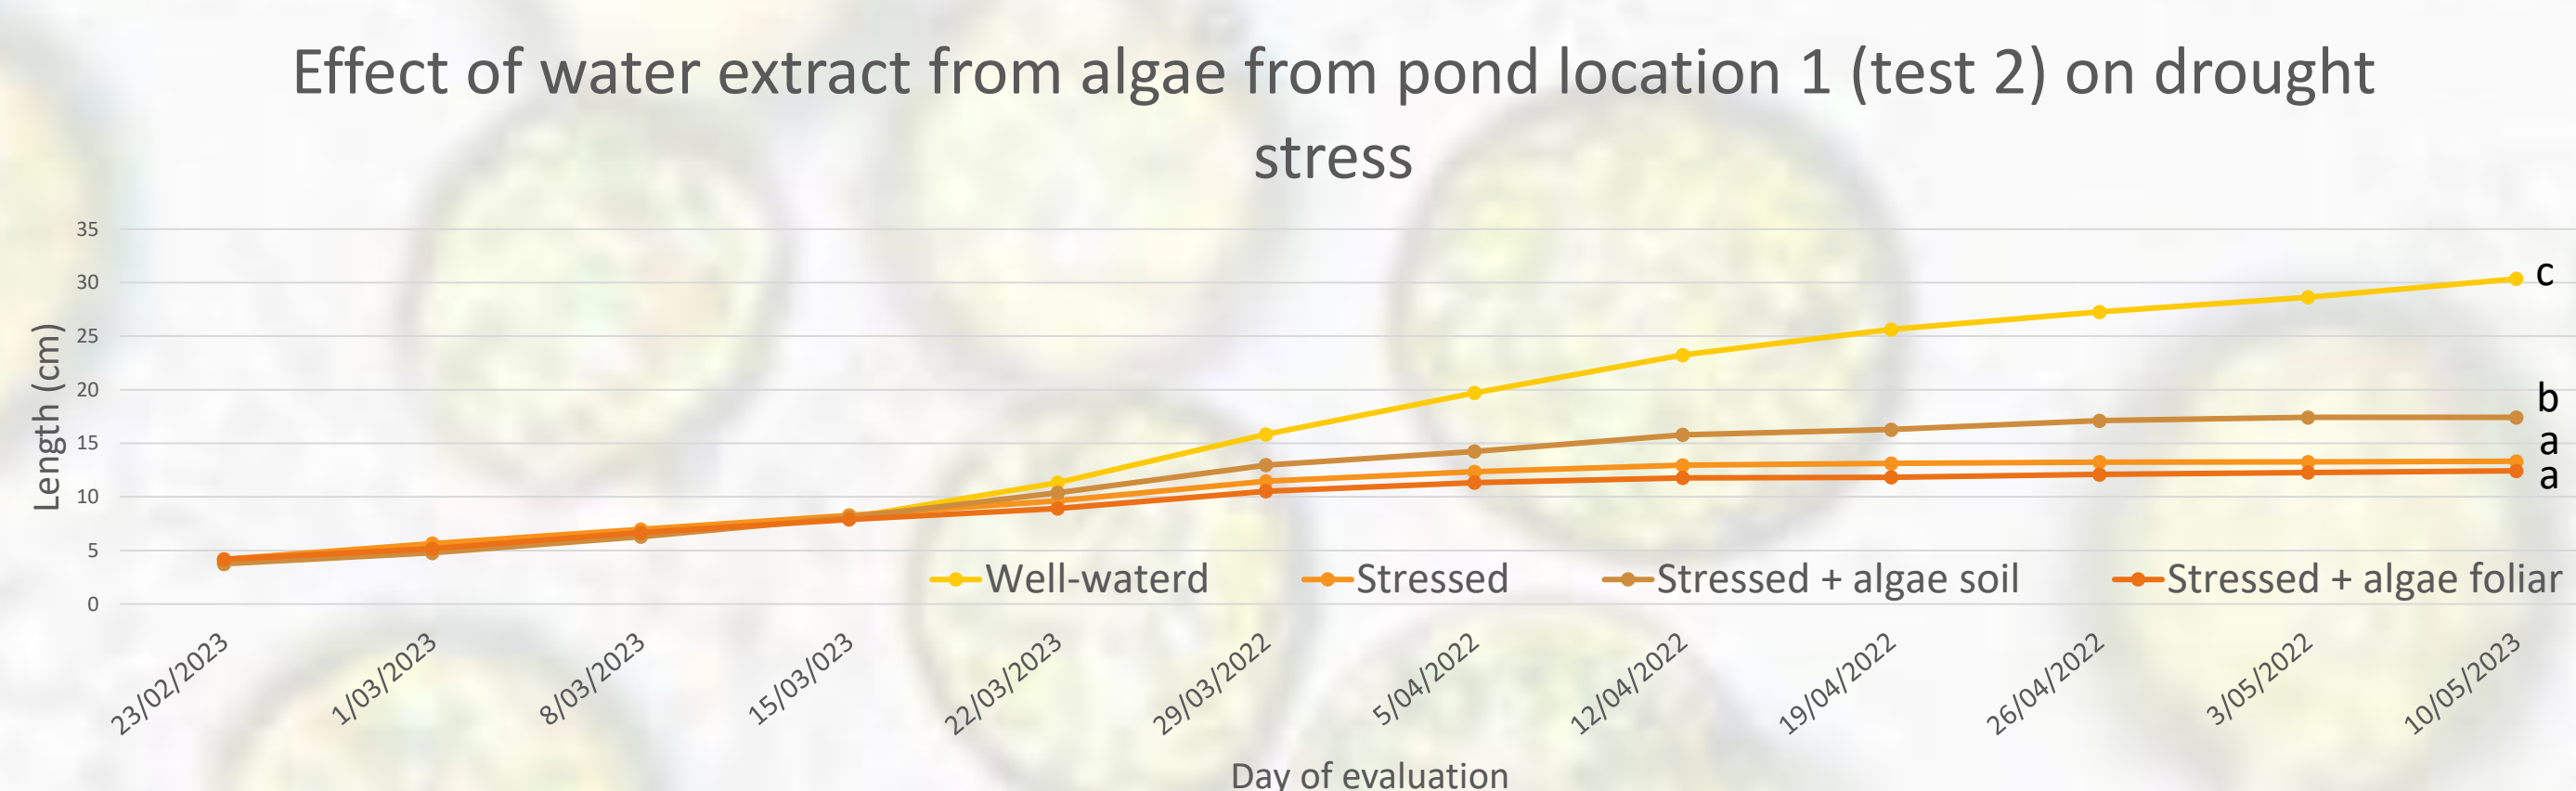 Effect of water extract from algae from pond location 1 (test 2) on drought
stress
35
30
25
20
15
10
5
0
Length (cm)
c
b
a
a
Well-waterd
Stressed
Stressed + algae soil
Stressed + algae foliar
23/02/2023
1/03/2023
8/03/2023
15/03/023
22/03/2023
29/03/2022
5/04/2022
12/04/2022
19/04/2022
26/04/2022
3/05/2022
10/05/2023
Day of evaluation